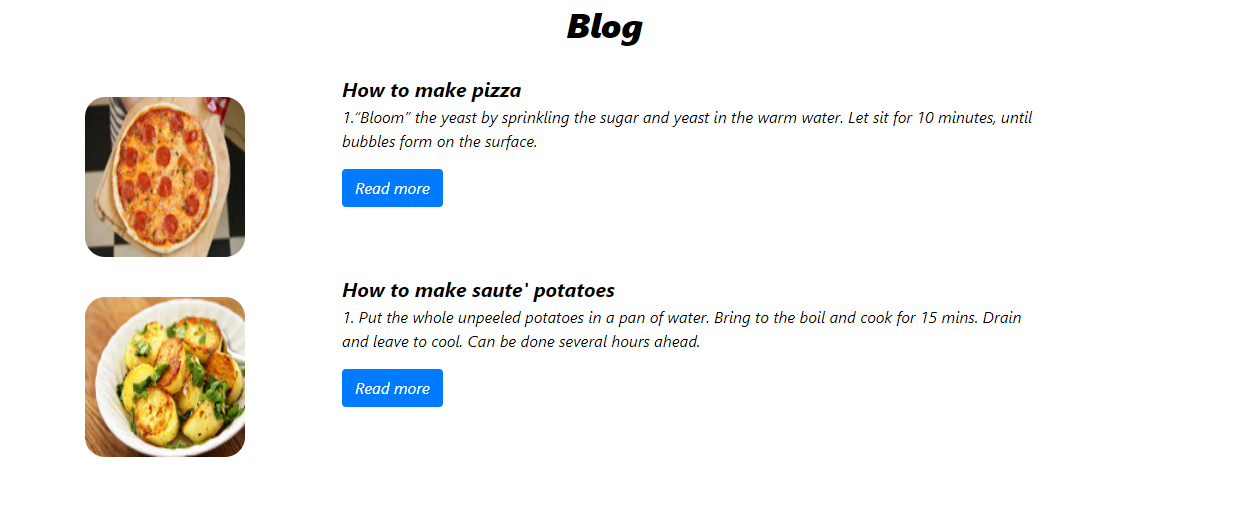 Blog
How to make pizza
1.“Bloom” the yeast by sprinkling the sugar and yeast in the warm water. Let sit for 10 minutes, until
bubbles form on the surface.
Read more
How to make saute' potatoes
1. Put the whole unpeeled potatoes in a pan of water. Bring to the boil and cook for 15 mins. Drain
and leave to cool. Can be done several hours ahead.
Read more